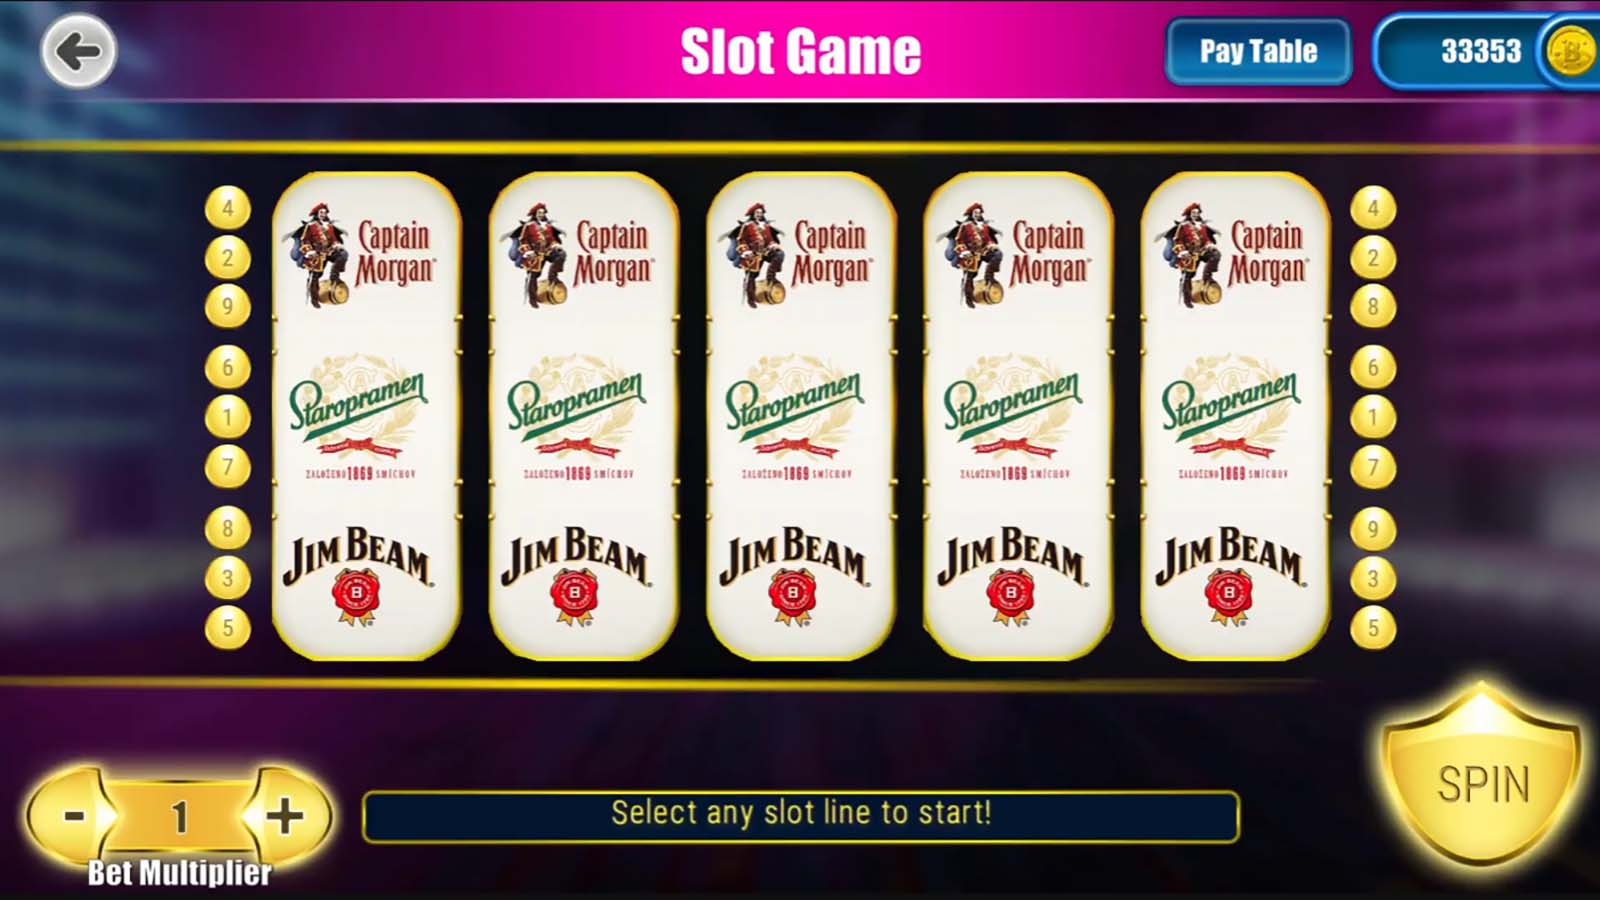 Slot Game
Pay Table
33353
4 4
2 2
9 8
6 6
1 1
7 7
8 9
3 3
5 5
Captain Captain Captain Captain Captain
Morgan Morgan Morgan Morgan Morgan
Staropramen Staropramen Staropramen Staropramen Staropramen
ZALOŽENO 1869 SMÍCHOV ZALOŽENO 1869 SMÍCHOV ZALOŽENO 1869 SMÍCHOV ZALOŽENO 1869 SMÍCHOV ZALOŽENO 1869 SMÍCHOV
JIM BEAM JIM BEAM JIM BEAM JIM BEAM JIM BEAM
B B B B B
SPIN
- 1 +
Bet Multiplier
Select any slot line to start!